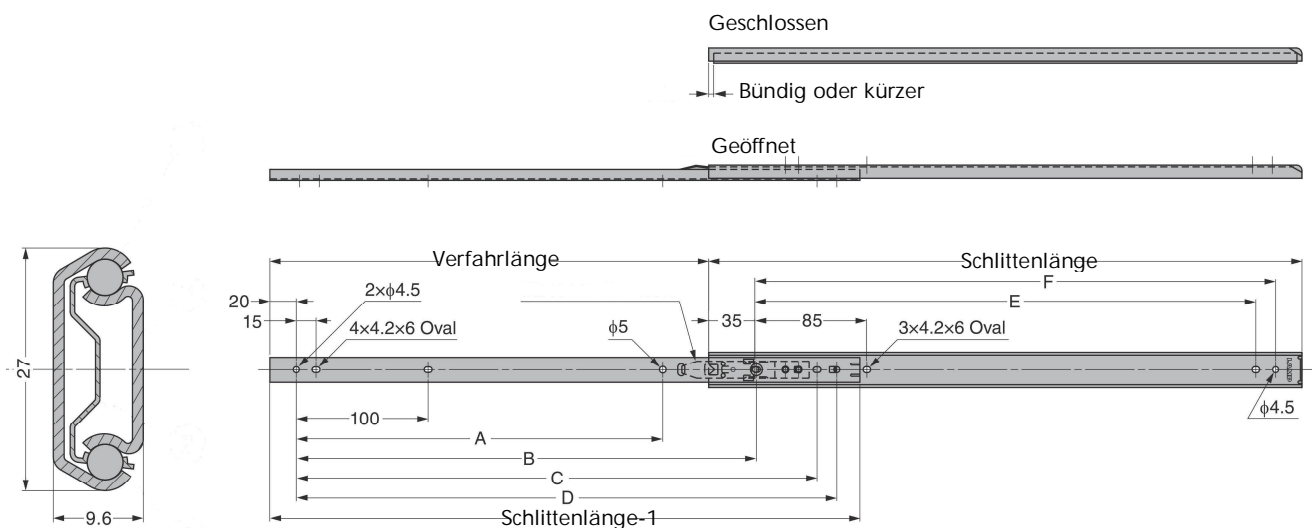 Geschlossen
Bündig oder kürzer
Geöffnet
Verfahrlänge
Schlittenlänge
F
E
20
2×ϕ4.5
15
4×4.2×6 Oval
ϕ5
35
85
3×4.2×6 Oval
27
100
ϕ4.5
A
B
C
D
9.6
Schlittenlänge-1